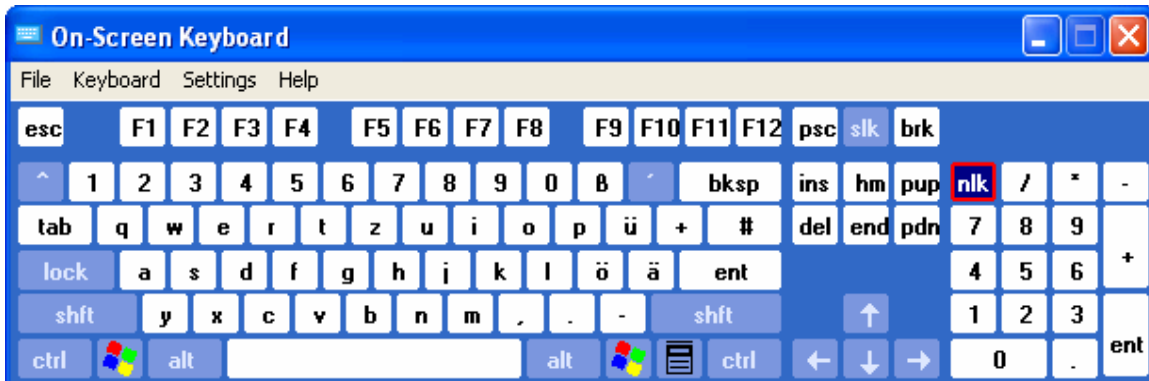 On-Screen Keyboard
File Keyboard Settings Help
esc F1 F2 F3 F4 F5 F6 F7 F8 F9 F10 F11 F12 psc slk brk
^ 1 2 3 4 5 6 7 8 9 0 ß ´ bksp ins hm pup nlk / * -
tab q w e r t z u i o p ü + # del end pdn 7 8 9 +
lock a s d f g h j k l ö ä ent 4 5 6
shft y x c v b n m , . - shft ↑ 1 2 3 ent
ctrl alt alt ctrl ← ↓ → 0 .